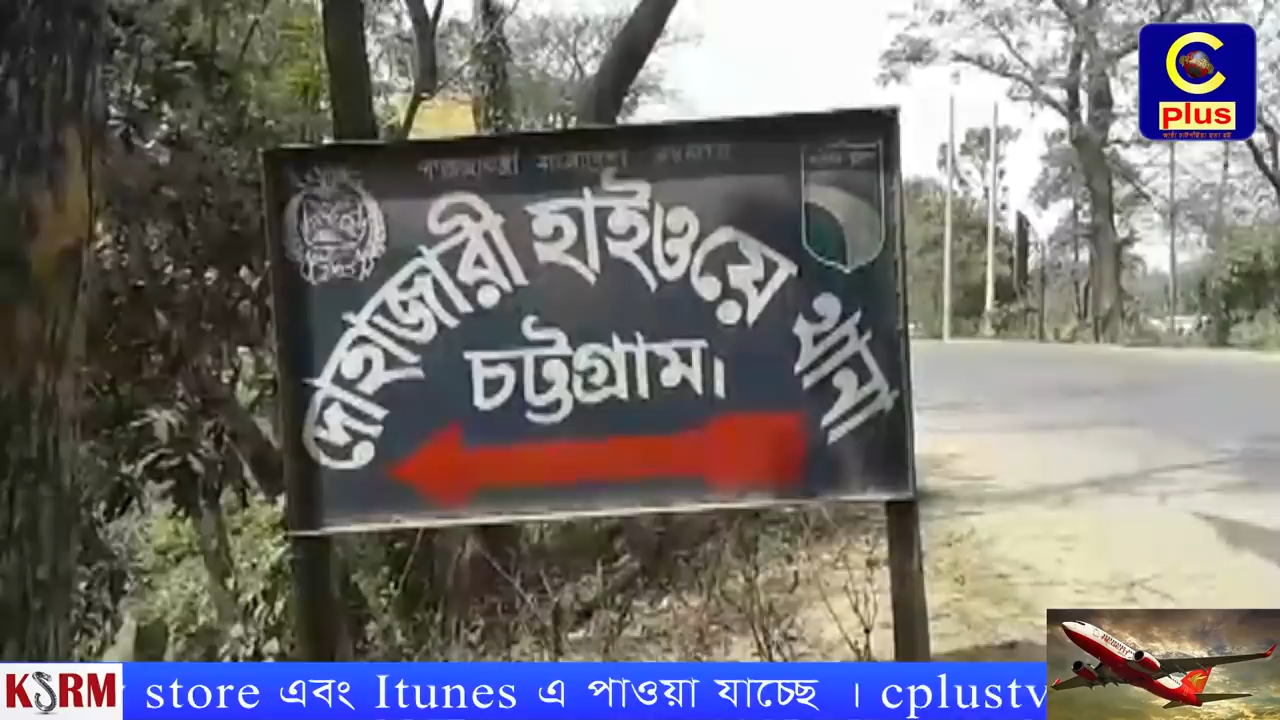 C
plus
দোহাজারী হাইওয়ে থানা
চট্টগ্রাম।
KSRM
store এবং Itunes এ পাওয়া যাচ্ছে । cplustv